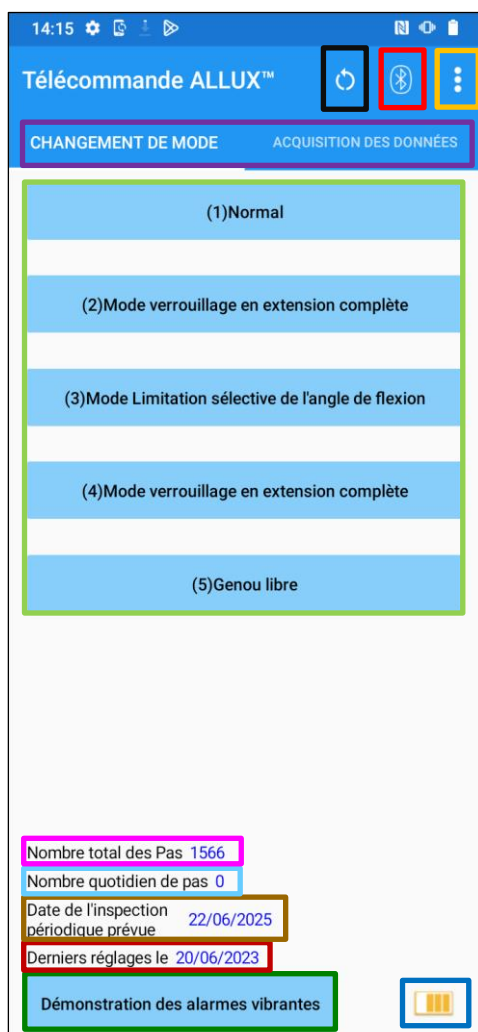 14:15
Télécommande ALLUX™
CHANGEMENT DE MODE ACQUISITION DES DONNÉES
(1)Normal
(2)Mode verrouillage en extension complète
(3)Mode Limitation sélective de l'angle de flexion
(4)Mode verrouillage en extension complète
(5)Genou libre
Nombre total des Pas 1566
Nombre quotidien de pas 0
Date de l'inspection
périodique prévue 22/06/2025
Derniers réglages le 20/06/2023
Démonstration des alarmes vibrantes